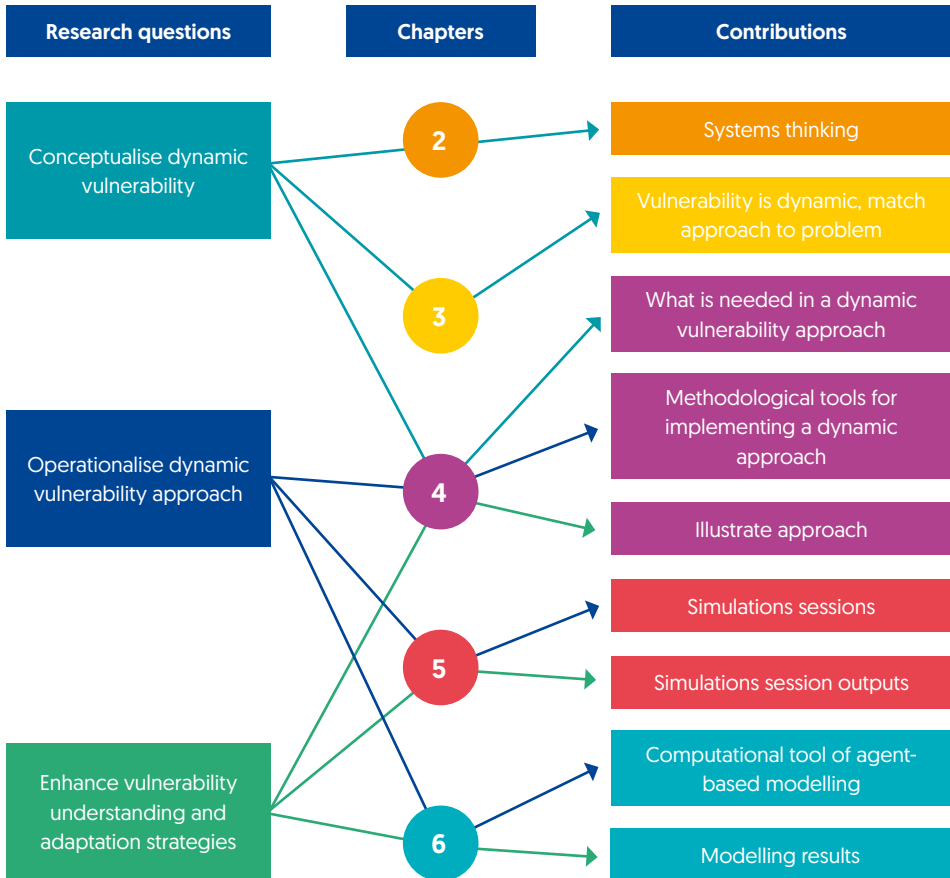 Research questions
Chapters
Contributions
Conceptualise dynamic
vulnerability
Operationalise dynamic
vulnerability approach
Enhance vulnerability
understanding and
adaptation strategies
2
3
4
5
6
Systems thinking
Vulnerability is dynamic, match
approach to problem
What is needed in a dynamic
vulnerability approach
Methodological tools for
implementing a dynamic
approach
Illustrate approach
Simulations sessions
Simulations session outputs
Computational tool of agent-
based modelling
Modelling results